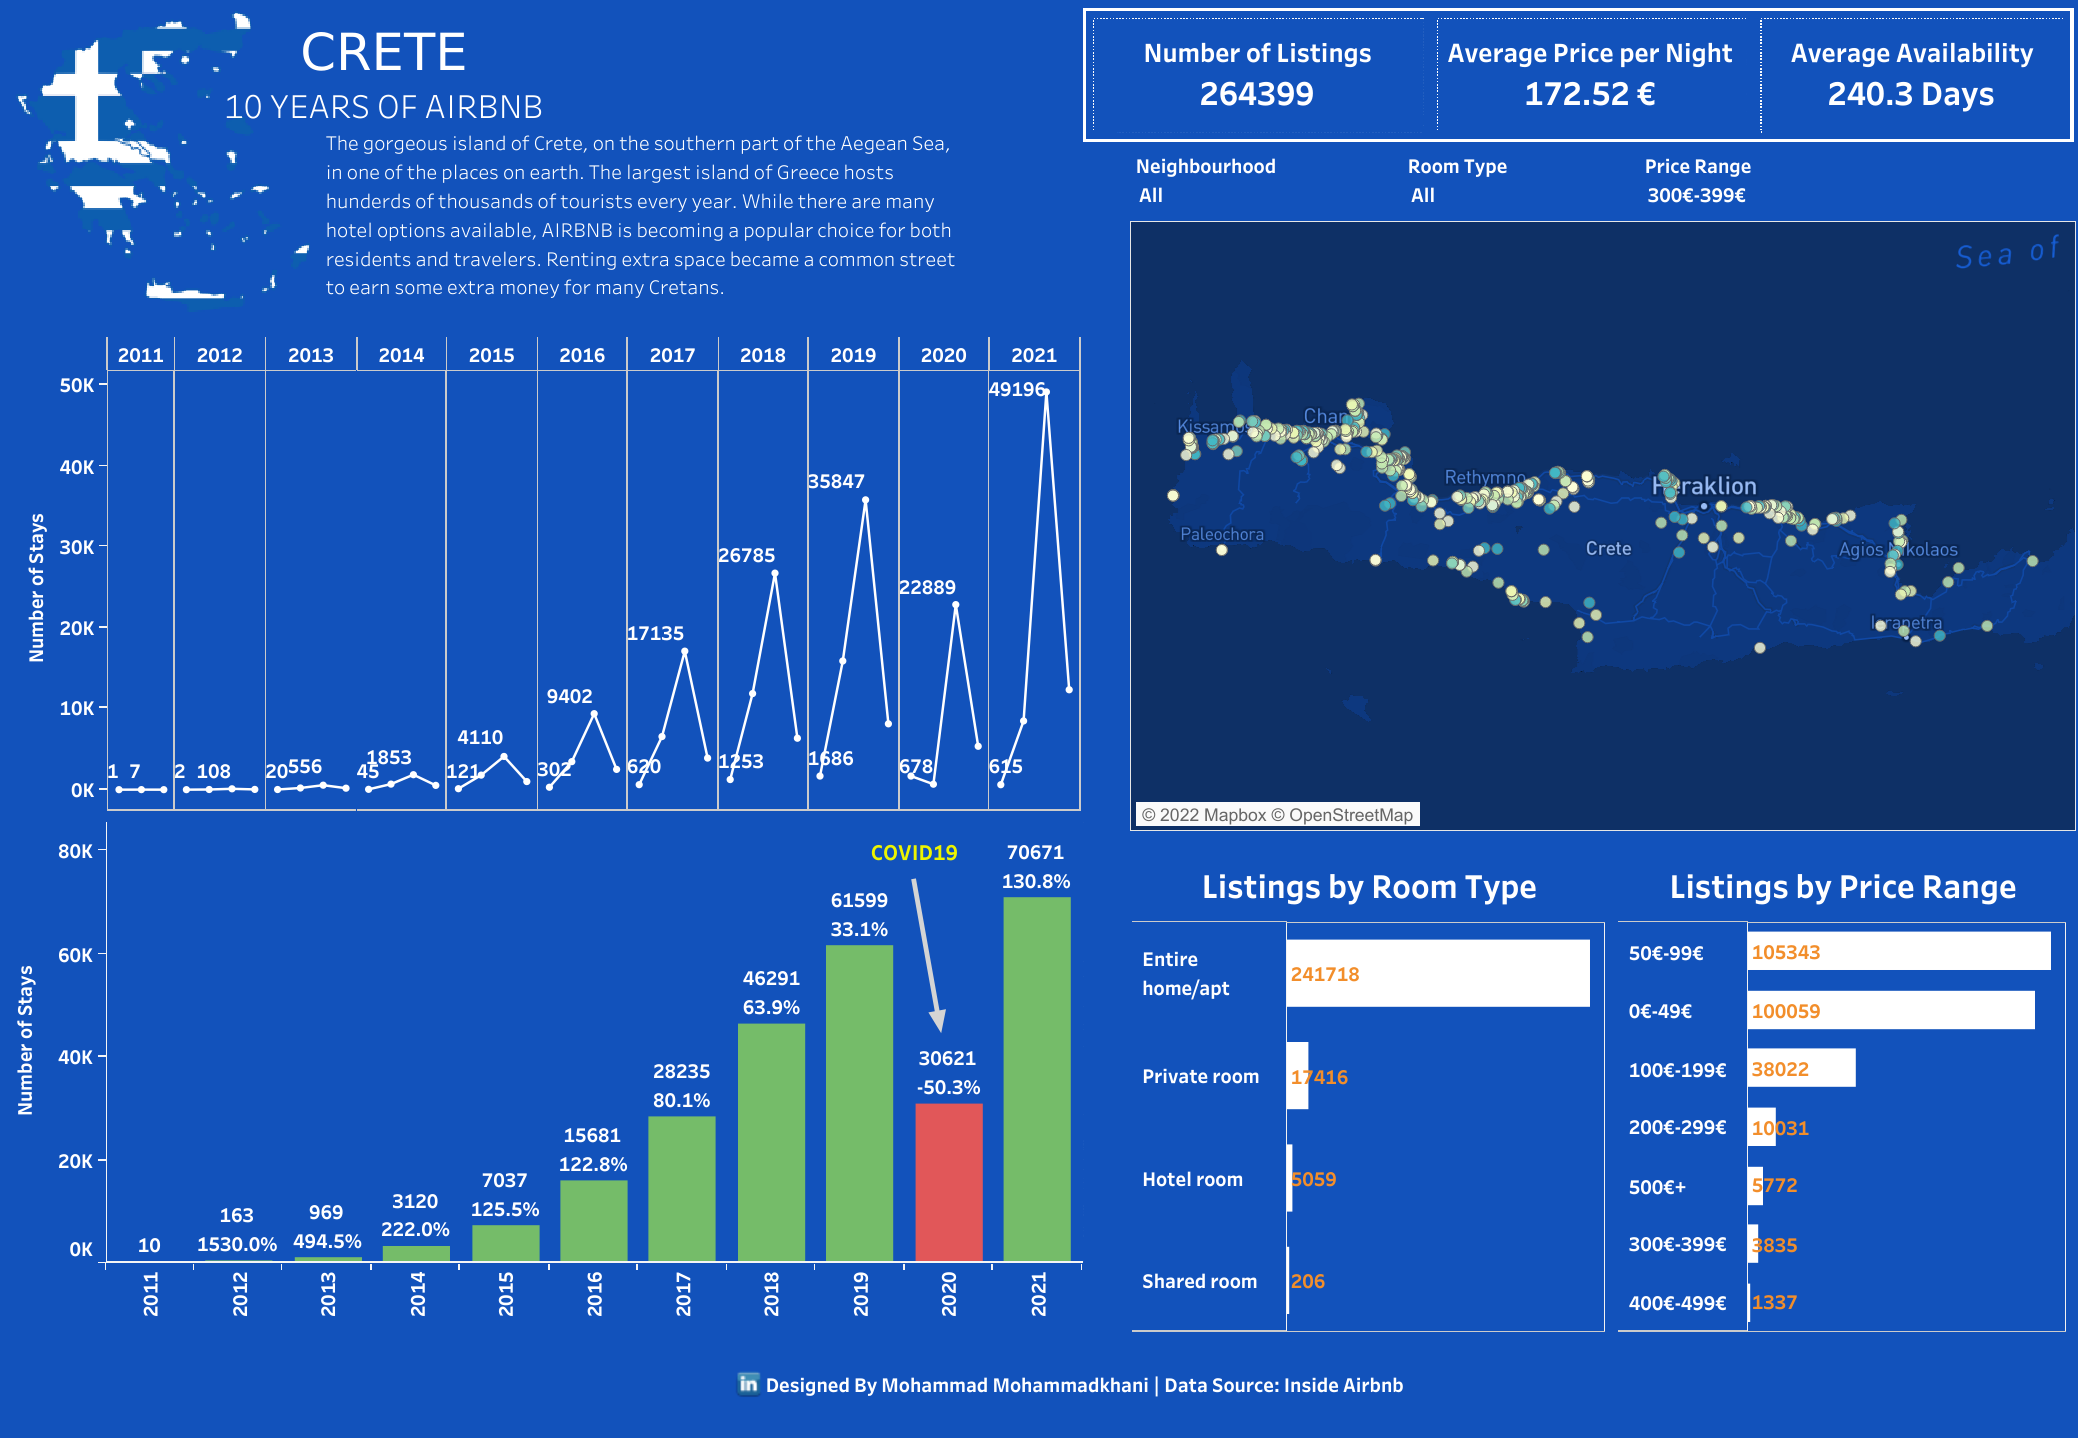 CRETE
10 YEARS OF AIRBNB
The gorgeous island of Crete, on the southern part of the Aegean Sea,
in one of the places on earth. The largest island of Greece hosts
hunderds of thousands of tourists every year. While there are many
hotel options available, AIRBNB is becoming a popular choice for both
residents and travelers. Renting extra space became a common street
to earn some extra money for many Cretans.
Number of Listings
264399
Average Price per Night
172.52 €
Average Availability
240.3 Days
Neighbourhood
All
Room Type
All
Price Range
300€-399€
2011 2012 2013 2014 2015 2016 2017 2018 2019 2020 2021
Number of Stays
50K
40K
30K
20K
10K
0K
1 7
2 108
20 556
45 1853
121 4110
302 9402
620 17135
1253 26785
1686 35847
678 22889
615 49196
Sea of
Rethymno
Heraklion
Paleochora
Crete
Agios Nikolaos
Ierapetra
© 2022 Mapbox © OpenStreetMap
Number of Stays
80K
60K
40K
20K
0K
COVID19
10
163
1530.0%
969
494.5%
3120
222.0%
7037
125.5%
15681
122.8%
28235
80.1%
46291
63.9%
61599
33.1%
30621
-50.3%
70671
130.8%
2011 2012 2013 2014 2015 2016 2017 2018 2019 2020 2021
Listings by Room Type
Entire
home/apt
241718
Private room 17416
Hotel room 5059
Shared room 206
Listings by Price Range
50€-99€ 105343
0€-49€ 100059
100€-199€ 38022
200€-299€ 10031
500€+ 5772
300€-399€ 3835
400€-499€ 1337
in Designed By Mohammad Mohammadkhani | Data Source: Inside Airbnb